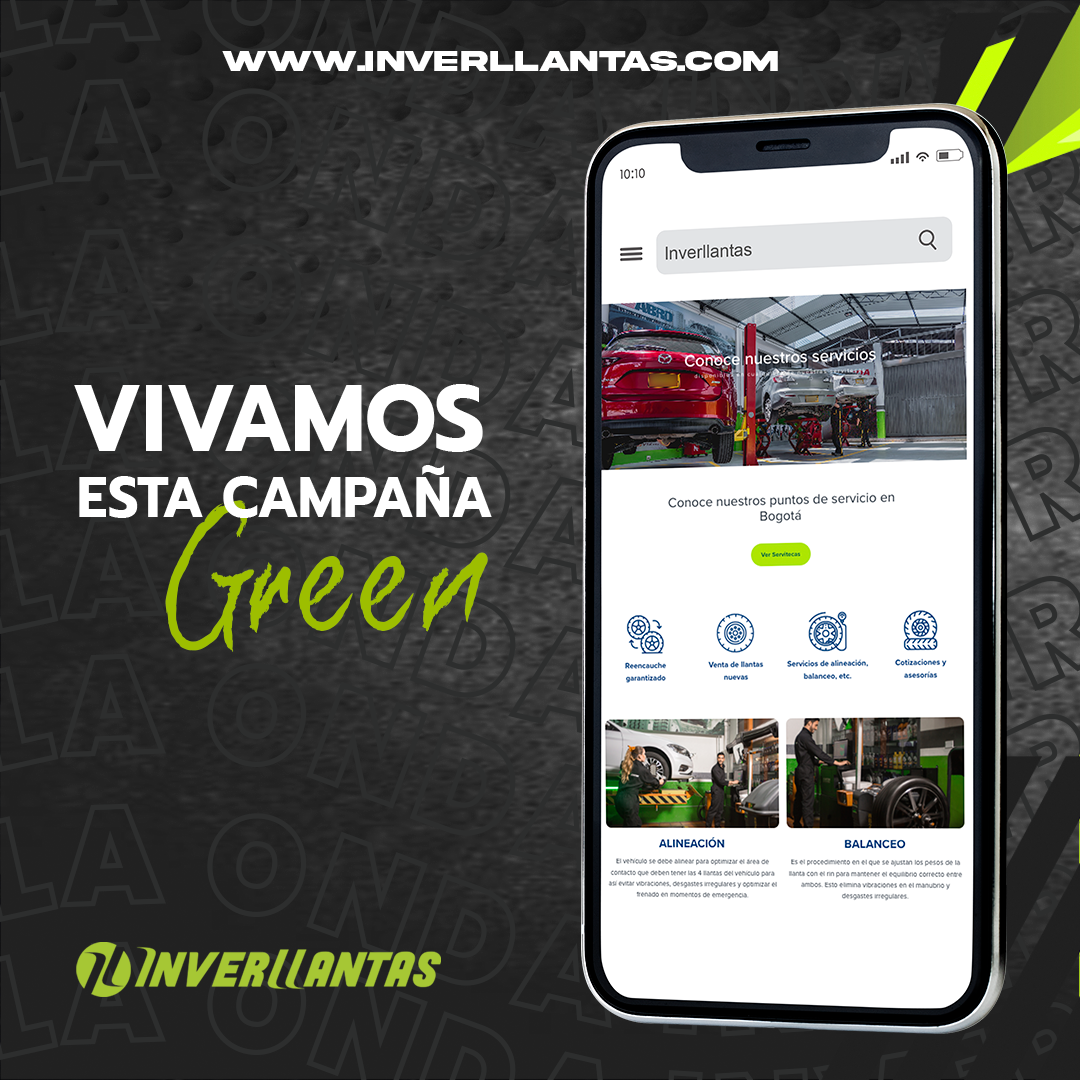 WWW.INVERLLANTAS.COM
VIVAMOS
ESTA CAMPAÑA
Green
INVERLLANTAS
10:10
Inverllantas
ABRO
Conoce nuestros servicios
Conoce nuestros puntos de servicio en
Bogotá
Ver Servitecas
Reencauche
garantizado
Venta de llantas
nuevas
Servicios de alineación,
balanceo, etc.
Cotizaciones y
asesorías
ALINEACIÓN
El vehículo se debe alinear para optimizar el área de
contacto que deben tener las 4 llantas del vehículo para
así evitar vibraciones, desgastes irregulares y optimizar el
frenado en momentos de emergencia.
BALANCEO
Es el procedimiento en el que se ajustan los pesos de la
llanta con el rin para mantener el equilibrio correcto entre
ambos. Esto elimina vibraciones en el manubrio y
desgastes irregulares.
LA ONDA